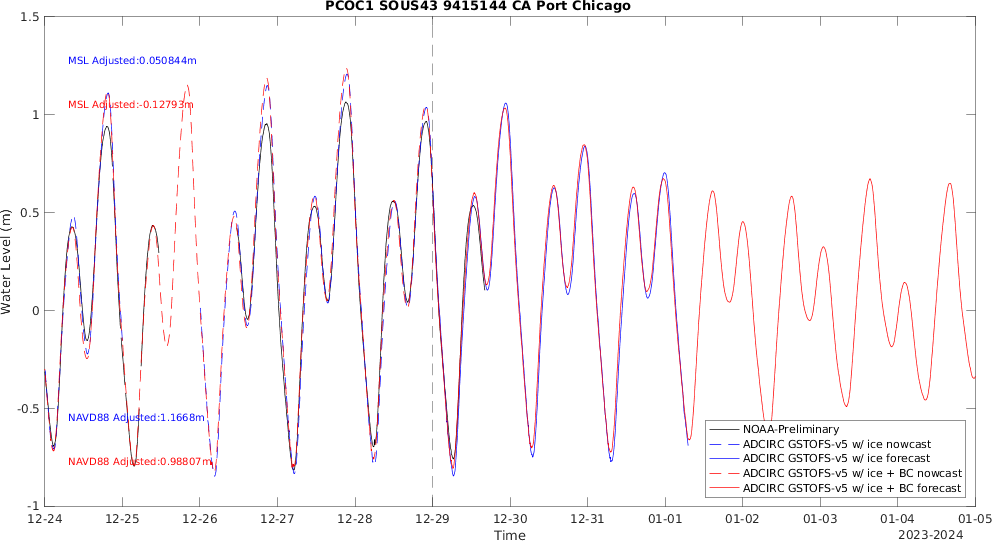 PCOC1 SOUS43 9415144 CA Port Chicago
1.5
1
0.5
0
-0.5
-1
Water Level (m)
MSL Adjusted:0.050844m
MSL Adjusted:-0.12793m
NAVD88 Adjusted:1.1668m
NAVD88 Adjusted:0.98807m
NOAA-Preliminary
ADCIRC GSTOFS-v5 w/ ice nowcast
ADCIRC GSTOFS-v5 w/ ice forecast
ADCIRC GSTOFS-v5 w/ ice + BC nowcast
ADCIRC GSTOFS-v5 w/ ice + BC forecast
12-24 12-25 12-26 12-27 12-28 12-29 12-30 12-31 01-01 01-02 01-03 01-04 01-05
Time
2023-2024